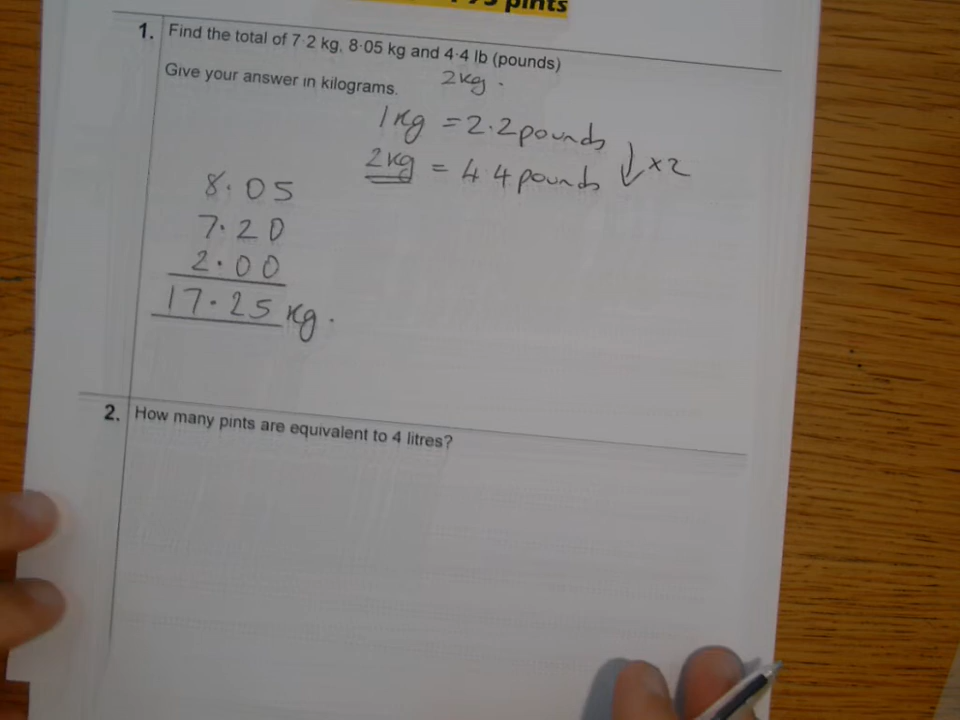 pints
1. Find the total of 7·2 kg, 8·05 kg and 4·4 lb (pounds)
Give your answer in kilograms.
2kg.
1kg = 2.2 pounds
2kg = 4.4 pounds
×2
8.05
7.20
2.00
17.25 kg.
2. How many pints are equivalent to 4 litres?